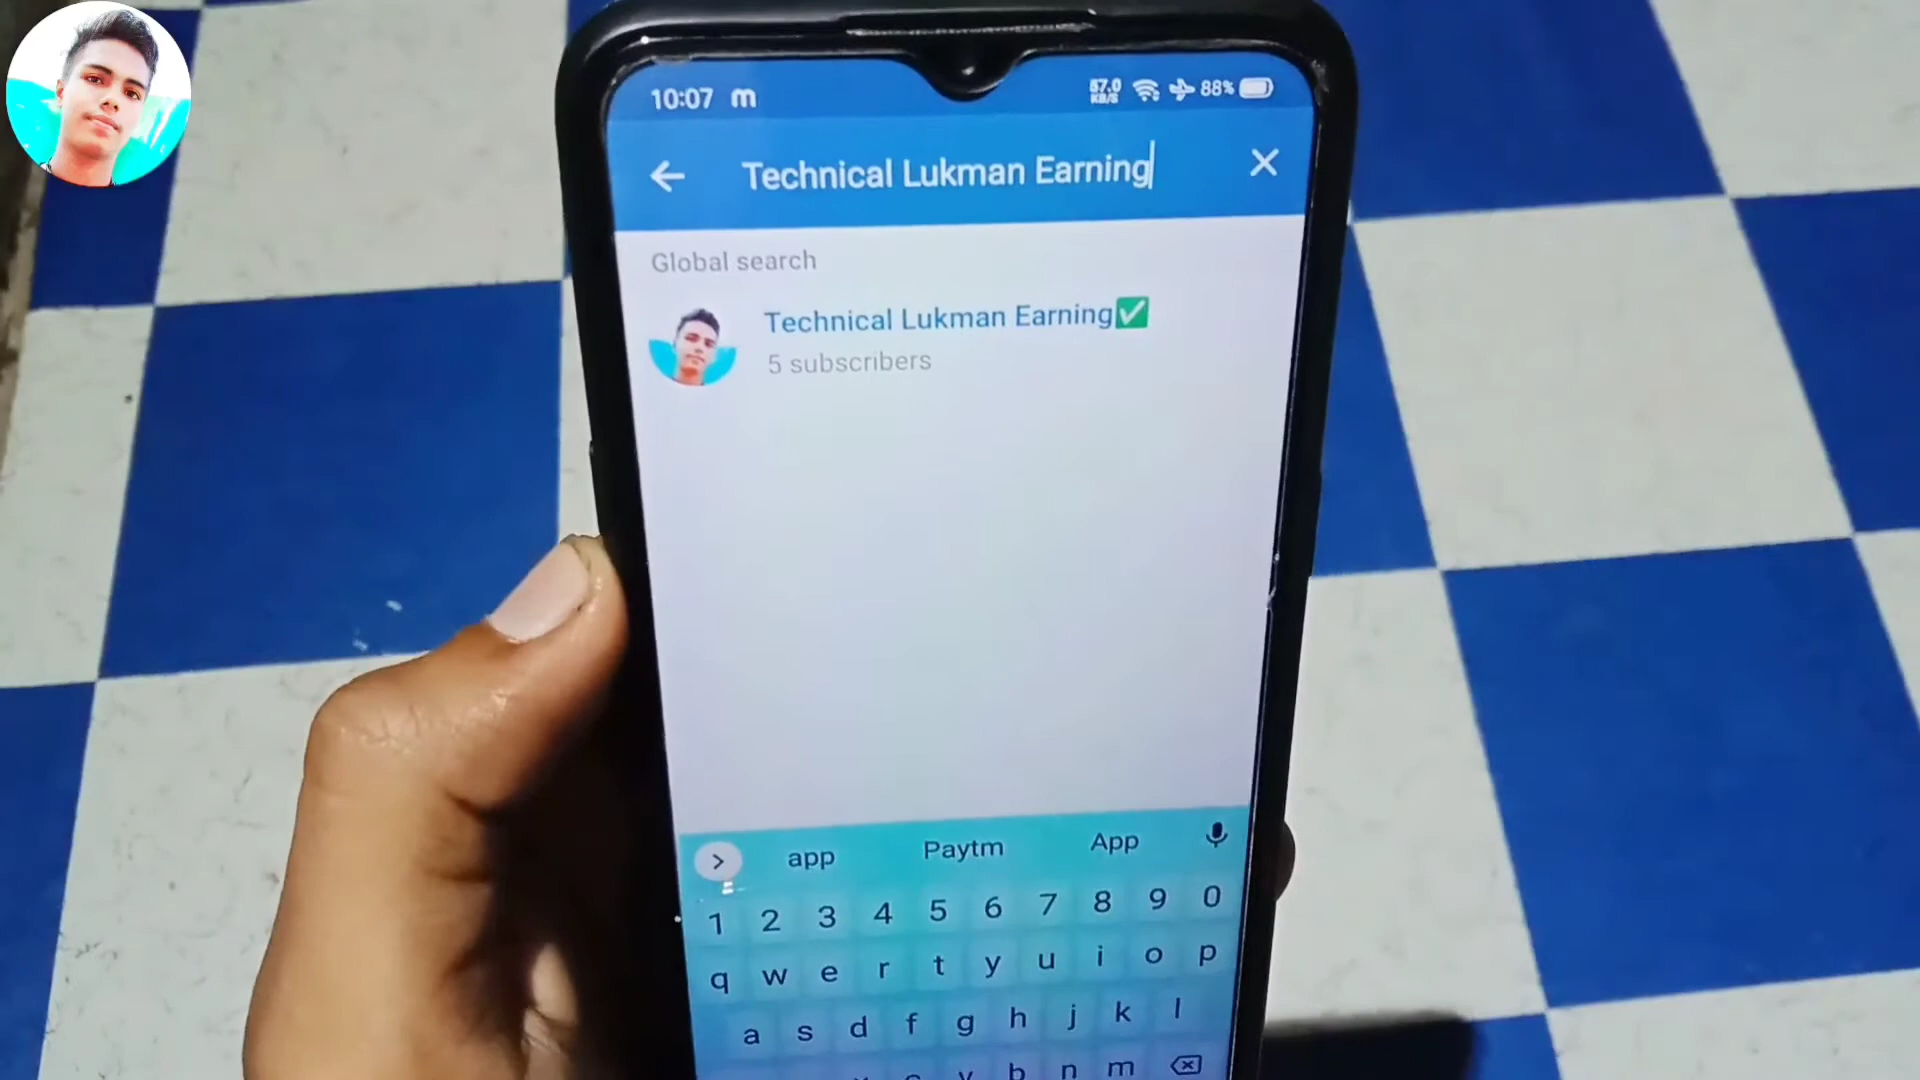 10:07 m 57.0 KB/S 88%
Technical Lukman Earning
Global search
Technical Lukman Earning✅
5 subscribers
app Paytm App
1 2 3 4 5 6 7 8 9 0
q w e r t y u i o p
a s d f g h j k l
v b n m